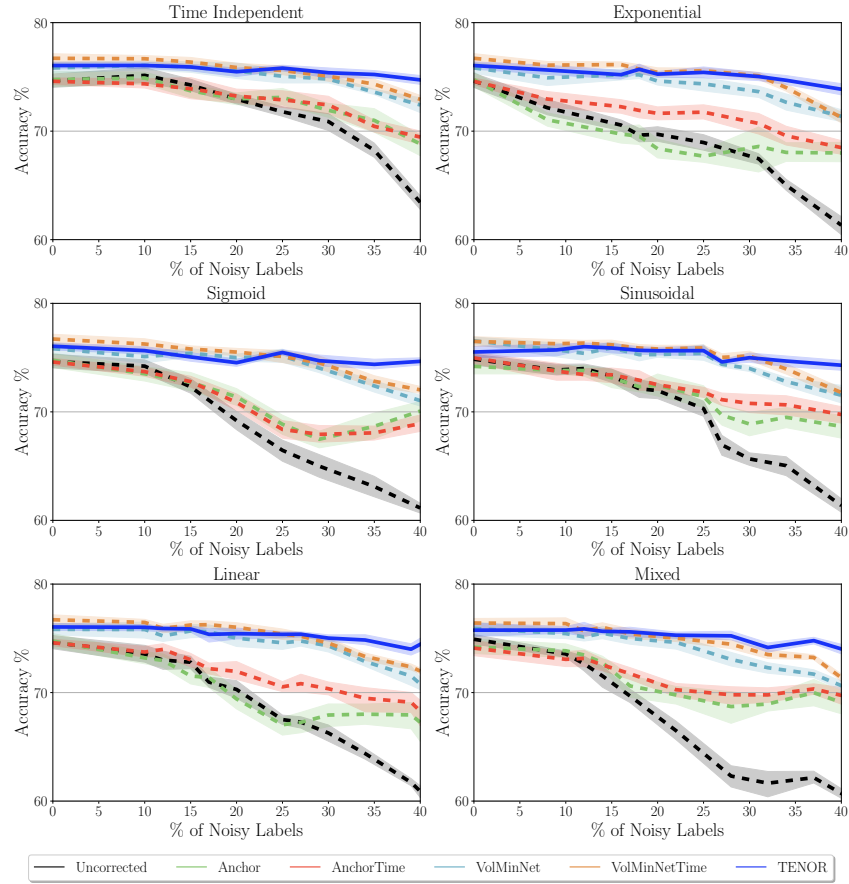 Time Independent
Exponential
80
70
60
Accuracy %
0 5 10 15 20 25 30 35 40
% of Noisy Labels
80
70
60
Accuracy %
0 5 10 15 20 25 30 35 40
% of Noisy Labels
Sigmoid
Sinusoidal
80
70
60
Accuracy %
0 5 10 15 20 25 30 35 40
% of Noisy Labels
80
70
60
Accuracy %
0 5 10 15 20 25 30 35 40
% of Noisy Labels
Linear
Mixed
80
70
60
Accuracy %
0 5 10 15 20 25 30 35 40
% of Noisy Labels
80
70
60
Accuracy %
0 5 10 15 20 25 30 35 40
% of Noisy Labels
Uncorrected Anchor AnchorTime VolMinNet VolMinNetTime TENOR